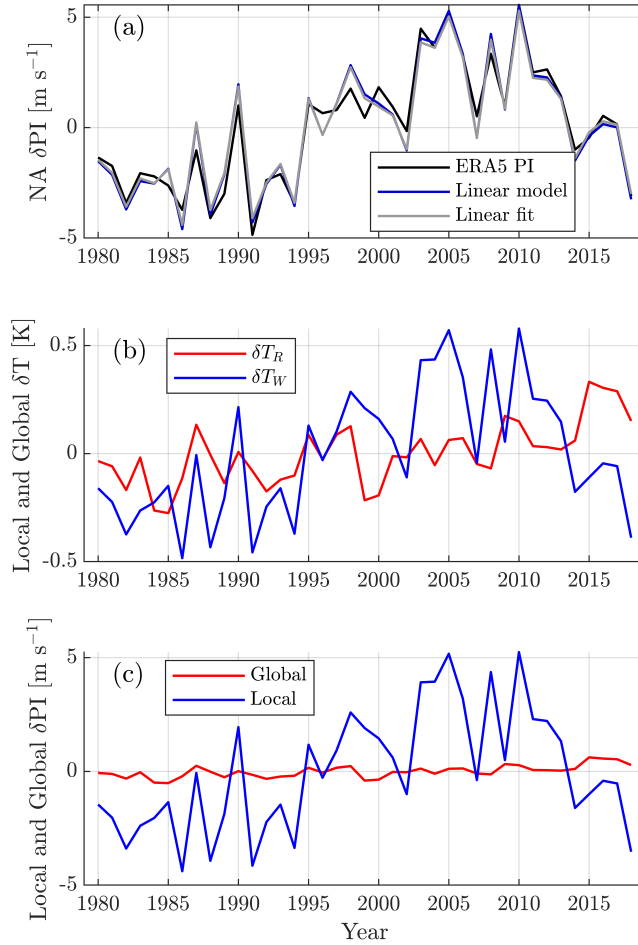 (a)
NA δPI [m s⁻¹]
5
0
-5
ERA5 PI
Linear model
Linear fit
1980 1985 1990 1995 2000 2005 2010 2015
(b)
Local and Global δT [K]
0.5
0
-0.5
δT_R
δT_W
1980 1985 1990 1995 2000 2005 2010 2015
(c)
Local and Global δPI [m s⁻¹]
5
0
-5
Global
Local
1980 1985 1990 1995 2000 2005 2010 2015
Year